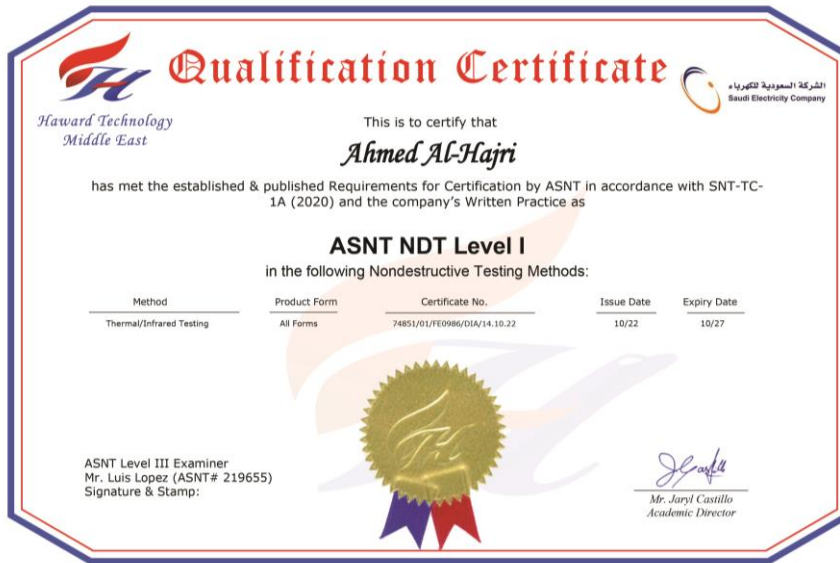 Qualification Certificate
Haward Technology
Middle East
الشركة السعودية للكهرباء
Saudi Electricity Company
This is to certify that
Ahmed Al-Hajri
has met the established & published Requirements for Certification by ASNT in accordance with SNT-TC-
1A (2020) and the company's Written Practice as
ASNT NDT Level I
in the following Nondestructive Testing Methods:
Method Product Form Certificate No. Issue Date Expiry Date
Thermal/Infrared Testing All Forms 74851/01/FE0986/DIA/14.10.22 10/22 10/27
ASNT Level III Examiner
Mr. Luis Lopez (ASNT# 219655)
Signature & Stamp:
Mr. Jaryl Castillo
Academic Director